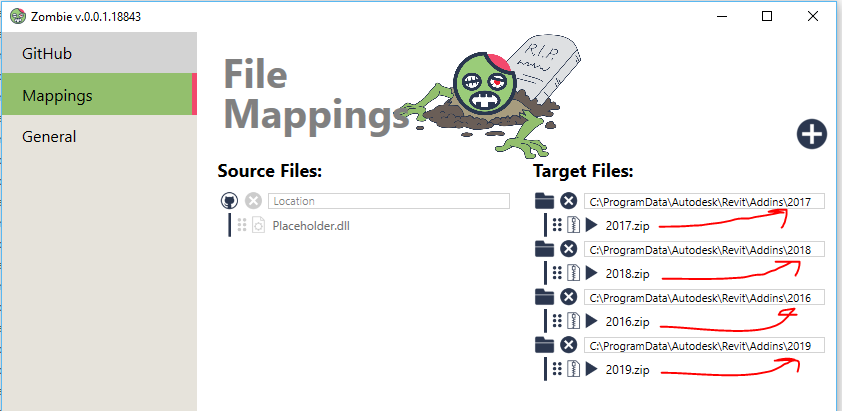 Zombie v.0.0.1.18843
GitHub
Mappings
General
File
Mappings
R.I.P.
Source Files:
Location
Placeholder.dll
Target Files:
C:\ProgramData\Autodesk\Revit\Addins\2017
2017.zip
C:\ProgramData\Autodesk\Revit\Addins\2018
2018.zip
C:\ProgramData\Autodesk\Revit\Addins\2016
2016.zip
C:\ProgramData\Autodesk\Revit\Addins\2019
2019.zip